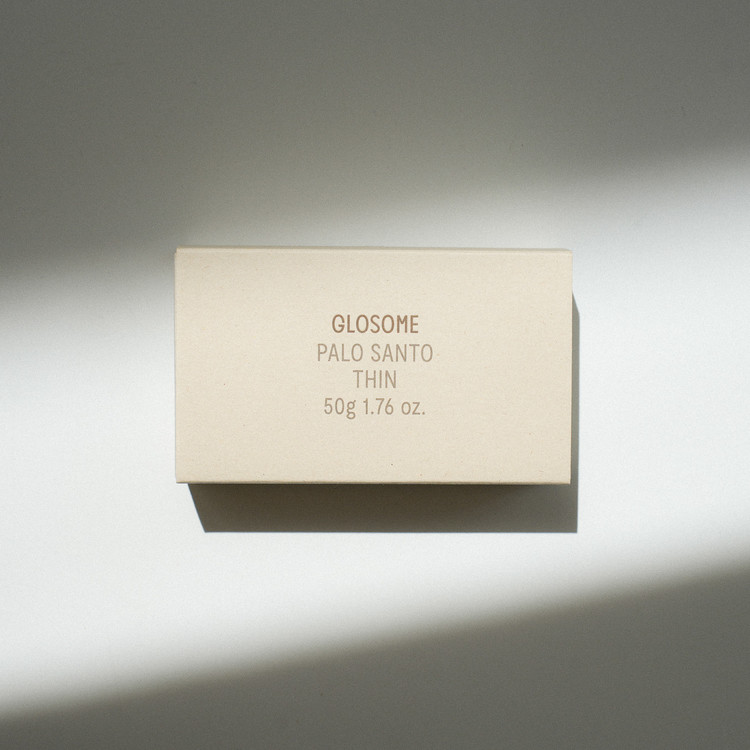 GLOSOME
PALO SANTO
THIN
50g 1.76 oz.